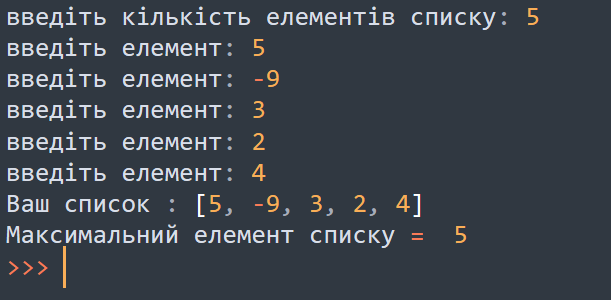 введіть кількість елементів списку: 5
введіть елемент: 5
введіть елемент: -9
введіть елемент: 3
введіть елемент: 2
введіть елемент: 4
Ваш список : [5, -9, 3, 2, 4]
Максимальний елемент списку =  5
>>>